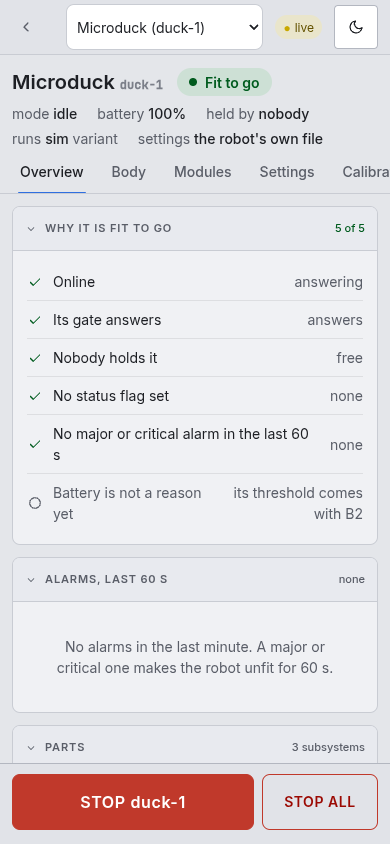 Microduck (duck-1)
live
Microduck duck-1 Fit to go
mode idle battery 100% held by nobody
runs sim variant settings the robot's own file
Overview Body Modules Settings Calibra
WHY IT IS FIT TO GO 5 of 5
Online answering
Its gate answers answers
Nobody holds it free
No status flag set none
No major or critical alarm in the last 60
s
none
Battery is not a reason its threshold comes
yet with B2
ALARMS, LAST 60 S none
No alarms in the last minute. A major or
critical one makes the robot unfit for 60 s.
PARTS 3 subsystems
STOP duck-1 STOP ALL